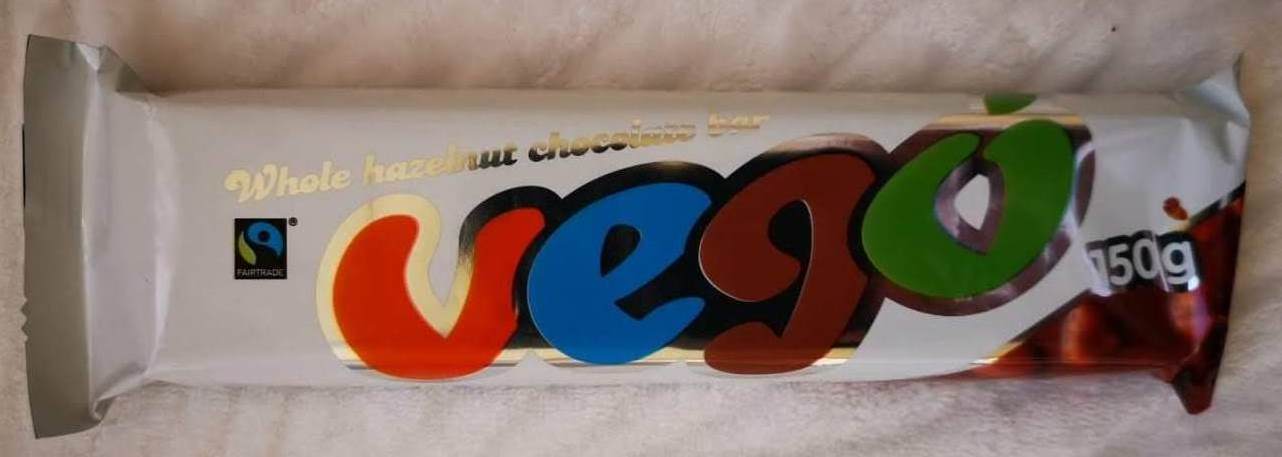 Whole hazelnut chocolate bar
vego
FAIRTRADE
®
150g